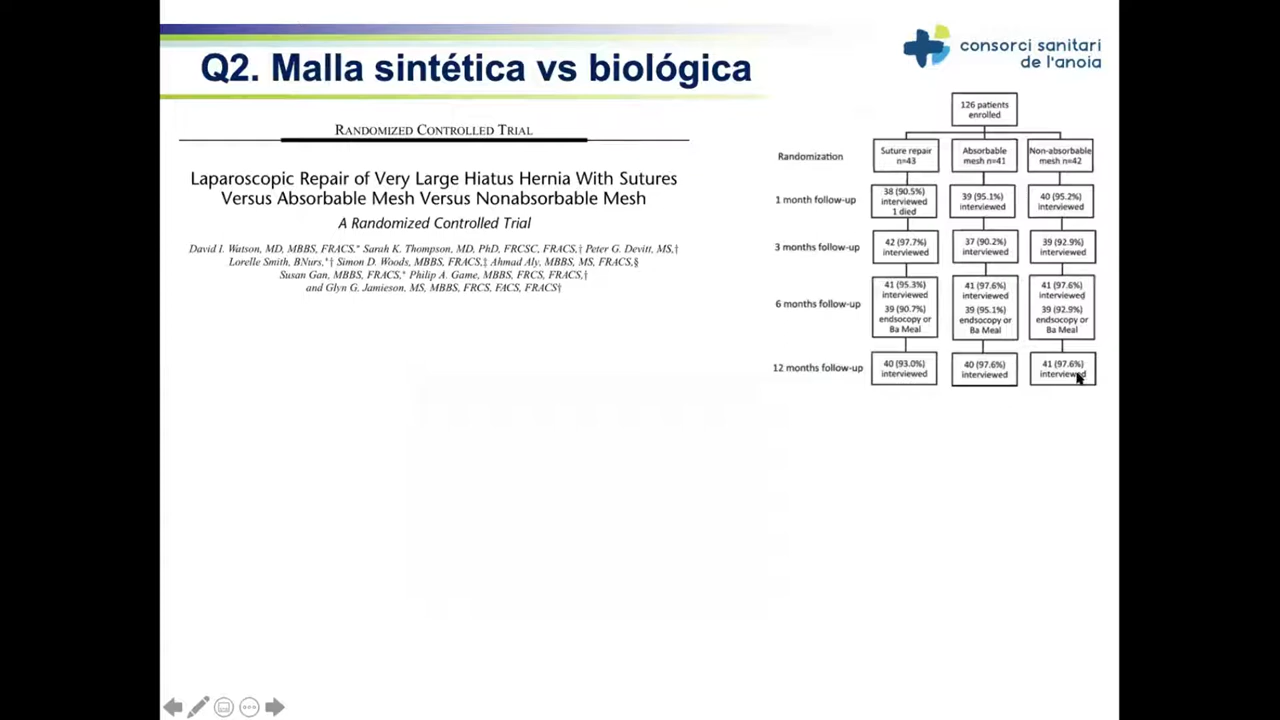 Q2. Malla sintética vs biológica
consorci sanitari
de l'anoia
RANDOMIZED CONTROLLED TRIAL
Laparoscopic Repair of Very Large Hiatus Hernia With Sutures
Versus Absorbable Mesh Versus Nonabsorbable Mesh
A Randomized Controlled Trial
David I. Watson, MD, MBBS, FRACS,* Sarah K. Thompson, MD, PhD, FRCSC, FRACS,† Peter G. Devitt, MS,†
Lorelle Smith, BNurs,*† Simon D. Woods, MBBS, FRACS,‡ Ahmad Aly, MBBS, MS, FRACS,§
Susan Gan, MBBS, FRACS,* Philip A. Game, MBBS, FRCS, FRACS,†
and Glyn G. Jamieson, MS, MBBS, FRCS, FACS, FRACS†
126 patients
enrolled
Randomization
Suture repair
n=43
Absorbable
mesh n=41
Non-absorbable
mesh n=42
1 month follow-up
38 (90.5%)
interviewed
1 died
39 (95.1%)
interviewed
40 (95.2%)
interviewed
3 months follow-up
42 (97.7%)
interviewed
37 (90.2%)
interviewed
39 (92.9%)
interviewed
6 months follow-up
41 (95.3%)
interviewed
39 (90.7%)
endsocopy or
Ba Meal
41 (97.6%)
interviewed
39 (95.1%)
endsocopy or
Ba Meal
41 (97.6%)
interviewed
39 (92.9%)
endsocopy or
Ba Meal
12 months follow-up
40 (93.0%)
interviewed
40 (97.6%)
interviewed
41 (97.6%)
interviewed